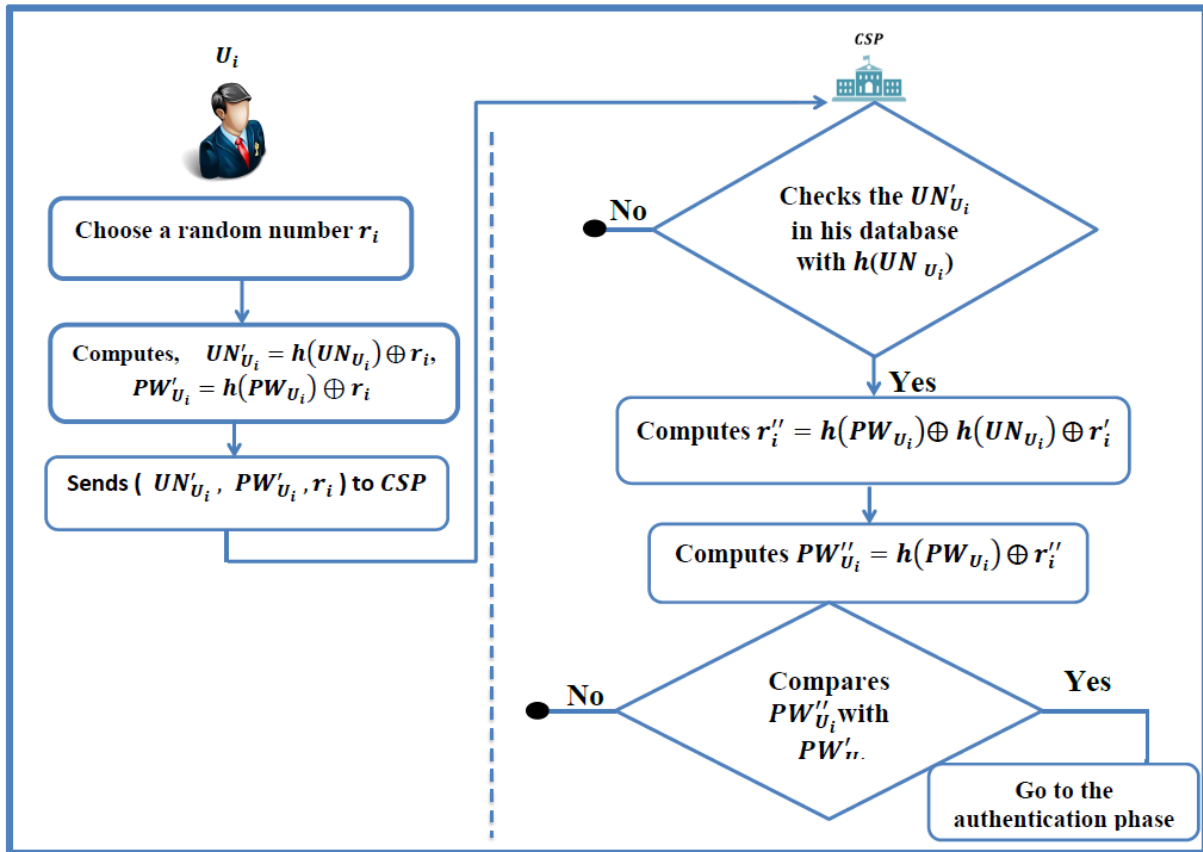 U_i
Choose a random number r_i
Computes, UN'_{U_i} = h(UN_{U_i}) ⊕ r_i,
PW'_{U_i} = h(PW_{U_i}) ⊕ r_i
Sends ( UN'_{U_i} , PW'_{U_i} , r_i ) to CSP
CSP
Checks the UN'_{U_i}
in his database
with h(UN_{U_i})
No
Yes
Computes r''_i = h(PW_{U_i}) ⊕ h(UN_{U_i}) ⊕ r'_i
Computes PW''_{U_i} = h(PW_{U_i}) ⊕ r''_i
Compares
PW''_{U_i} with
PW'
No
Yes
Go to the
authentication phase